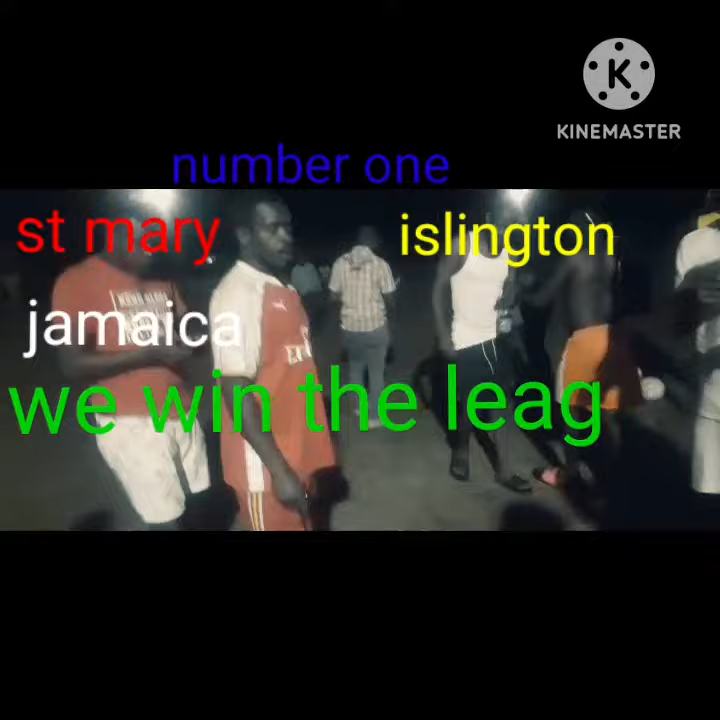 KINEMASTER
number one
st mary
islington
jamaica
we win the leag